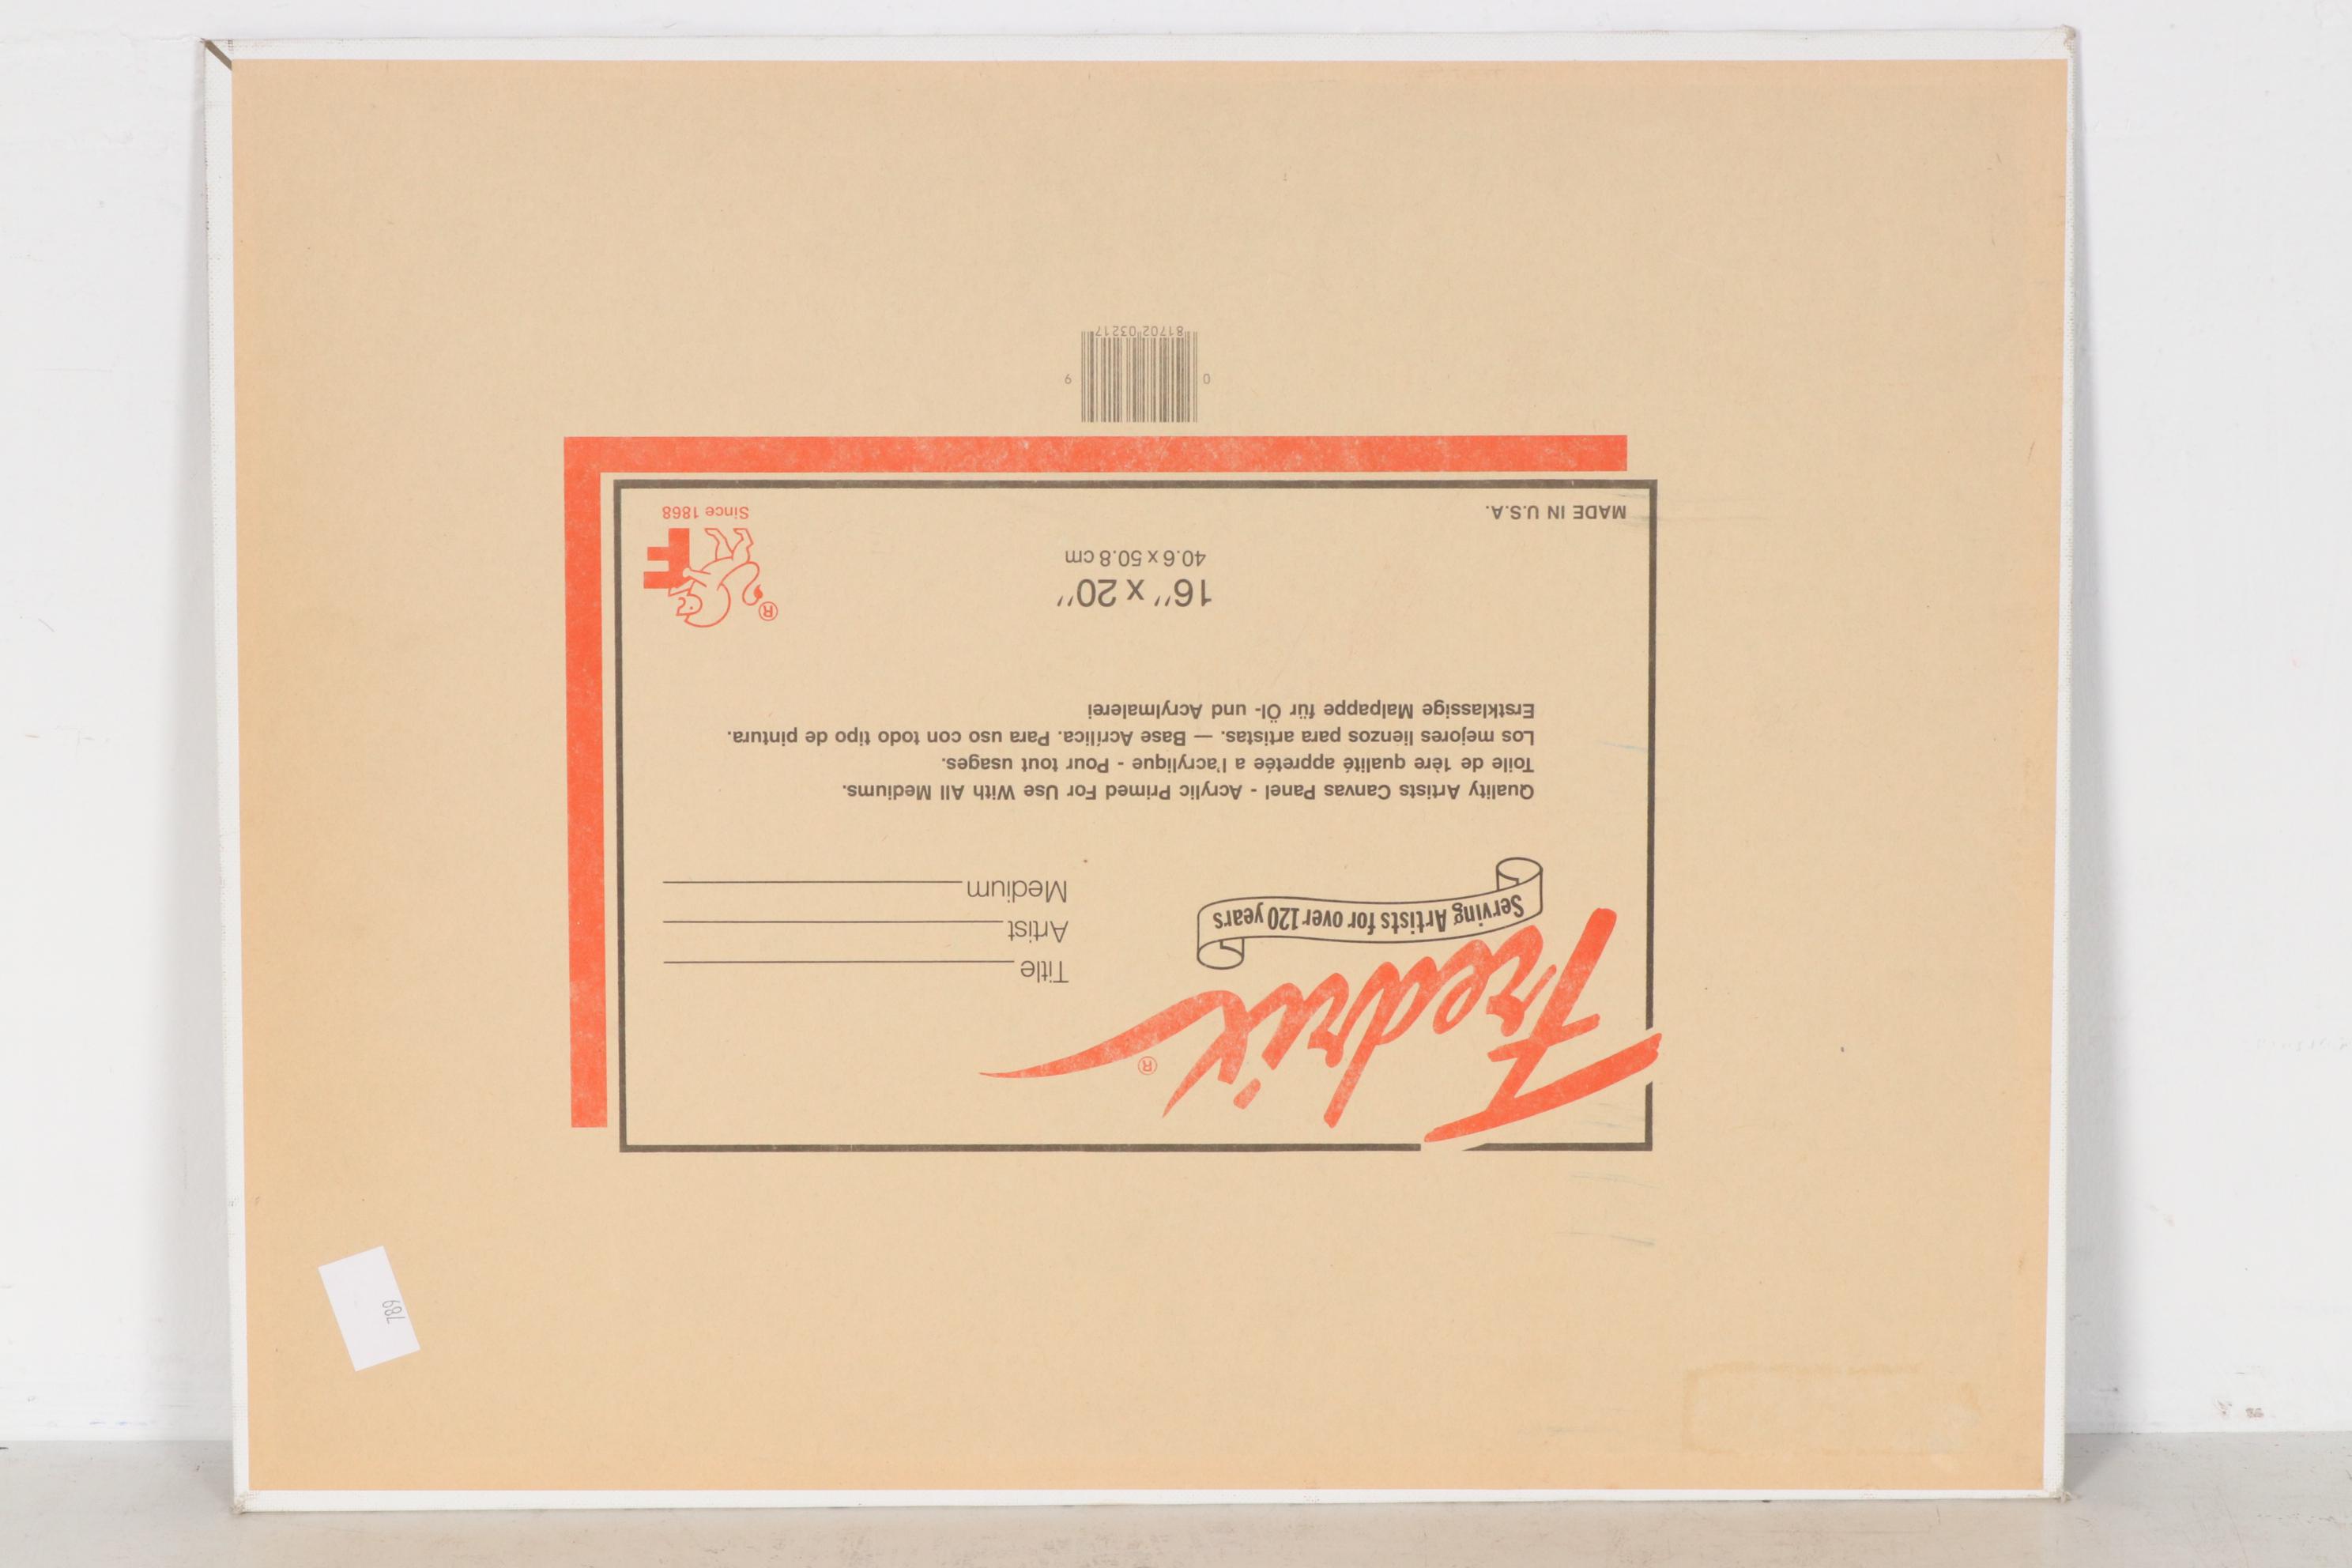 Fredrix®
Serving Artists for over 120 years
Title
Artist
Medium
Quality Artists Canvas Panel - Acrylic Primed For Use With All Mediums.
Toile de 1ère qualité appretée a l'acrylique - Pour tout usages.
Los mejores lienzos para artistas. — Base Acrílica. Para uso con todo tipo de pintura.
Erstklassige Malpappe für Öl- und Acrylmalerei
16" x 20"
40.6 x 50.8 cm
®
F
MADE IN U.S.A.
Since 1868
0 81702 03217 9
789